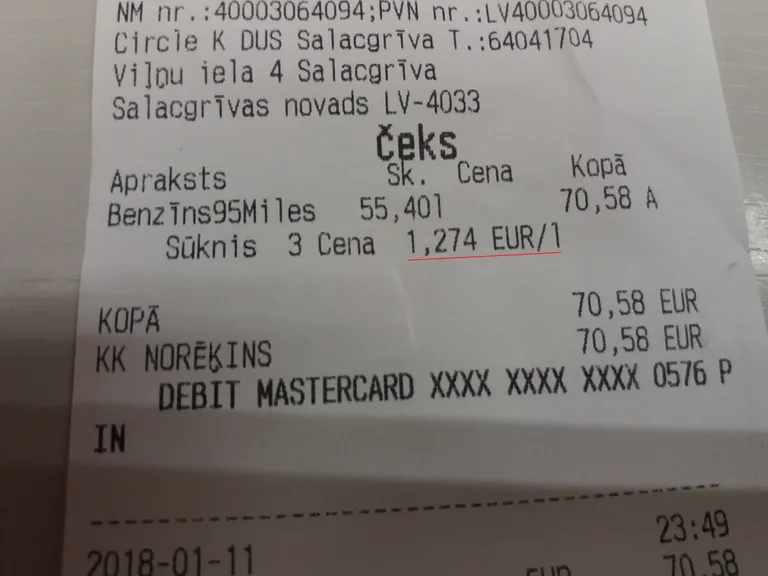 NM nr.:40003064094;PVN nr.:LV40003064094
Circle K DUS Salacgrīva T.:64041704
Viļņu iela 4 Salacgrīva
Salacgrīvas novads LV-4033
Čeks
Apraksts Sk. Cena Kopā
Benzīns95Miles 55,40l 70,58 A
Sūknis 3 Cena 1,274 EUR/l
KOPĀ 70,58 EUR
KK NORĒĶINS 70,58 EUR
DEBIT MASTERCARD XXXX XXXX XXXX 0576 P
IN
2018-01-11 23:49
EUR 70,58